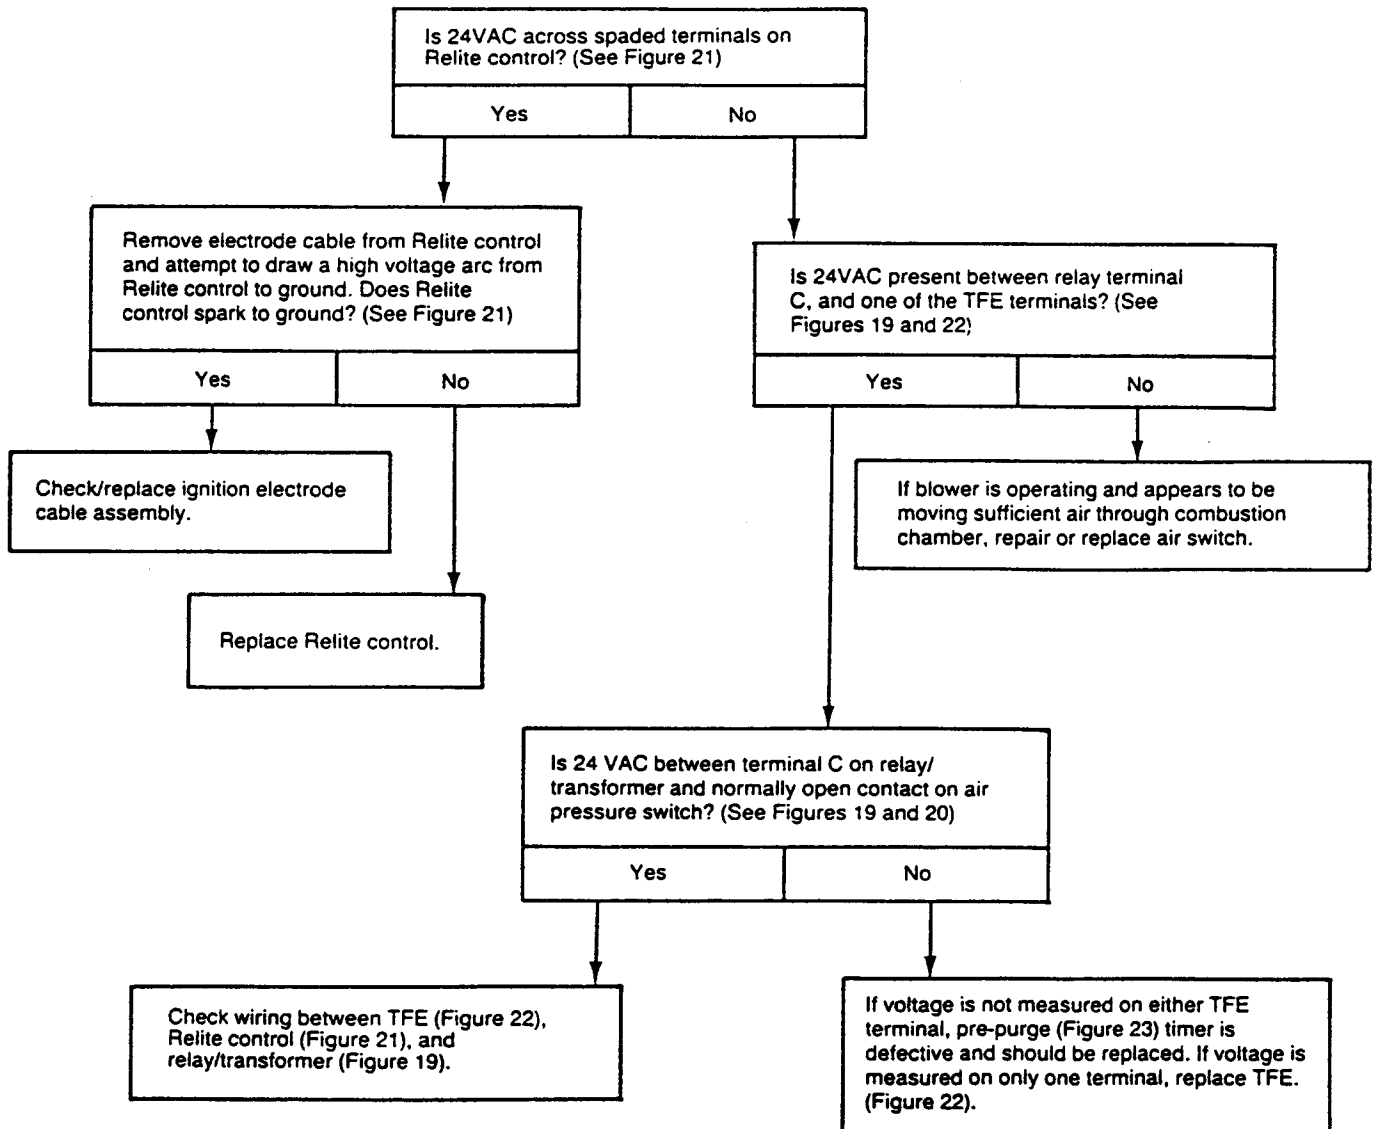 Is 24VAC across spaded terminals on
Relite control? (See Figure 21)
Yes
No
Remove electrode cable from Relite control
and attempt to draw a high voltage arc from
Relite control to ground. Does Relite
control spark to ground? (See Figure 21)
Yes
No
Is 24VAC present between relay terminal
C, and one of the TFE terminals? (See
Figures 19 and 22)
Yes
No
Check/replace ignition electrode
cable assembly.
If blower is operating and appears to be
moving sufficient air through combustion
chamber, repair or replace air switch.
Replace Relite control.
Is 24 VAC between terminal C on relay/
transformer and normally open contact on air
pressure switch? (See Figures 19 and 20)
Yes
No
Check wiring between TFE (Figure 22),
Relite control (Figure 21), and
relay/transformer (Figure 19).
If voltage is not measured on either TFE
terminal, pre-purge (Figure 23) timer is
defective and should be replaced. If voltage is
measured on only one terminal, replace TFE.
(Figure 22).